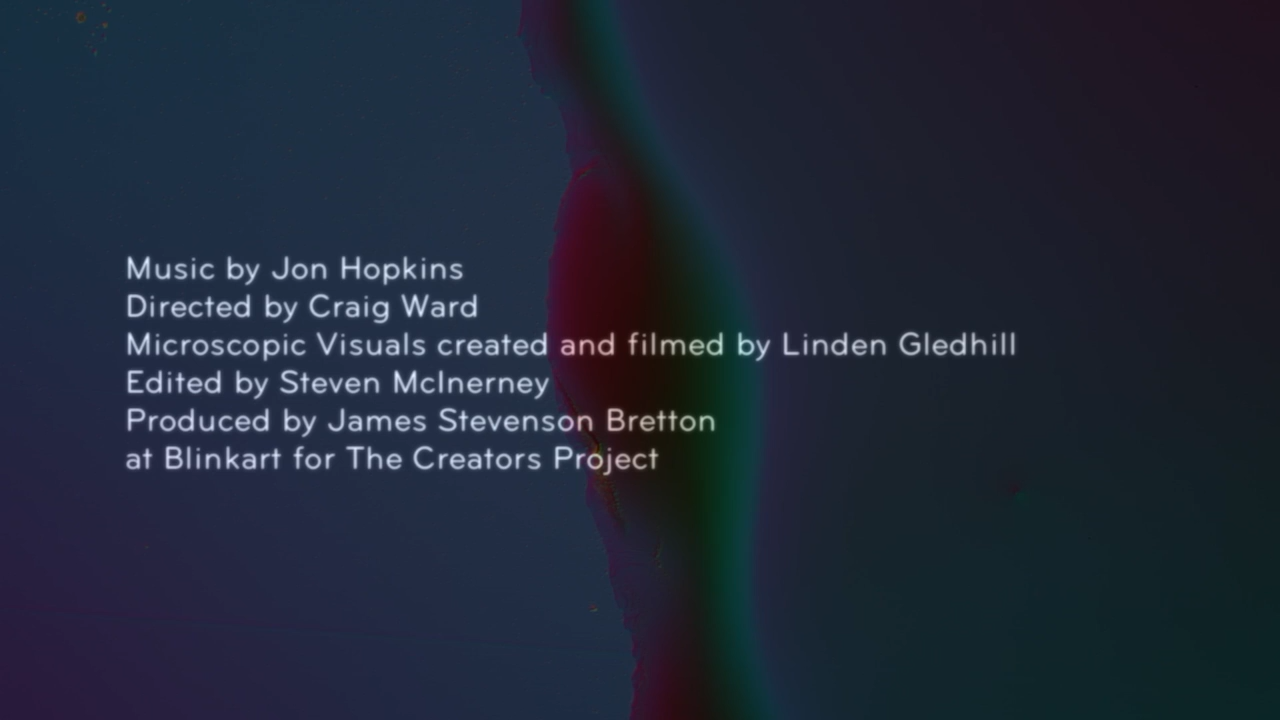 Music by Jon Hopkins
Directed by Craig Ward
Microscopic Visuals created and filmed by Linden Gledhill
Edited by Steven McInerney
Produced by James Stevenson Bretton
at Blinkart for The Creators Project